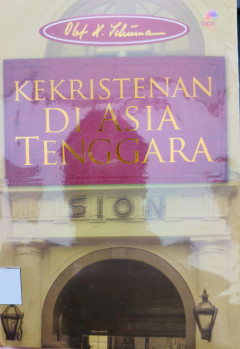 Olaf H. Schumann
KEKRISTENAN
DI ASIA
TENGGARA
SION